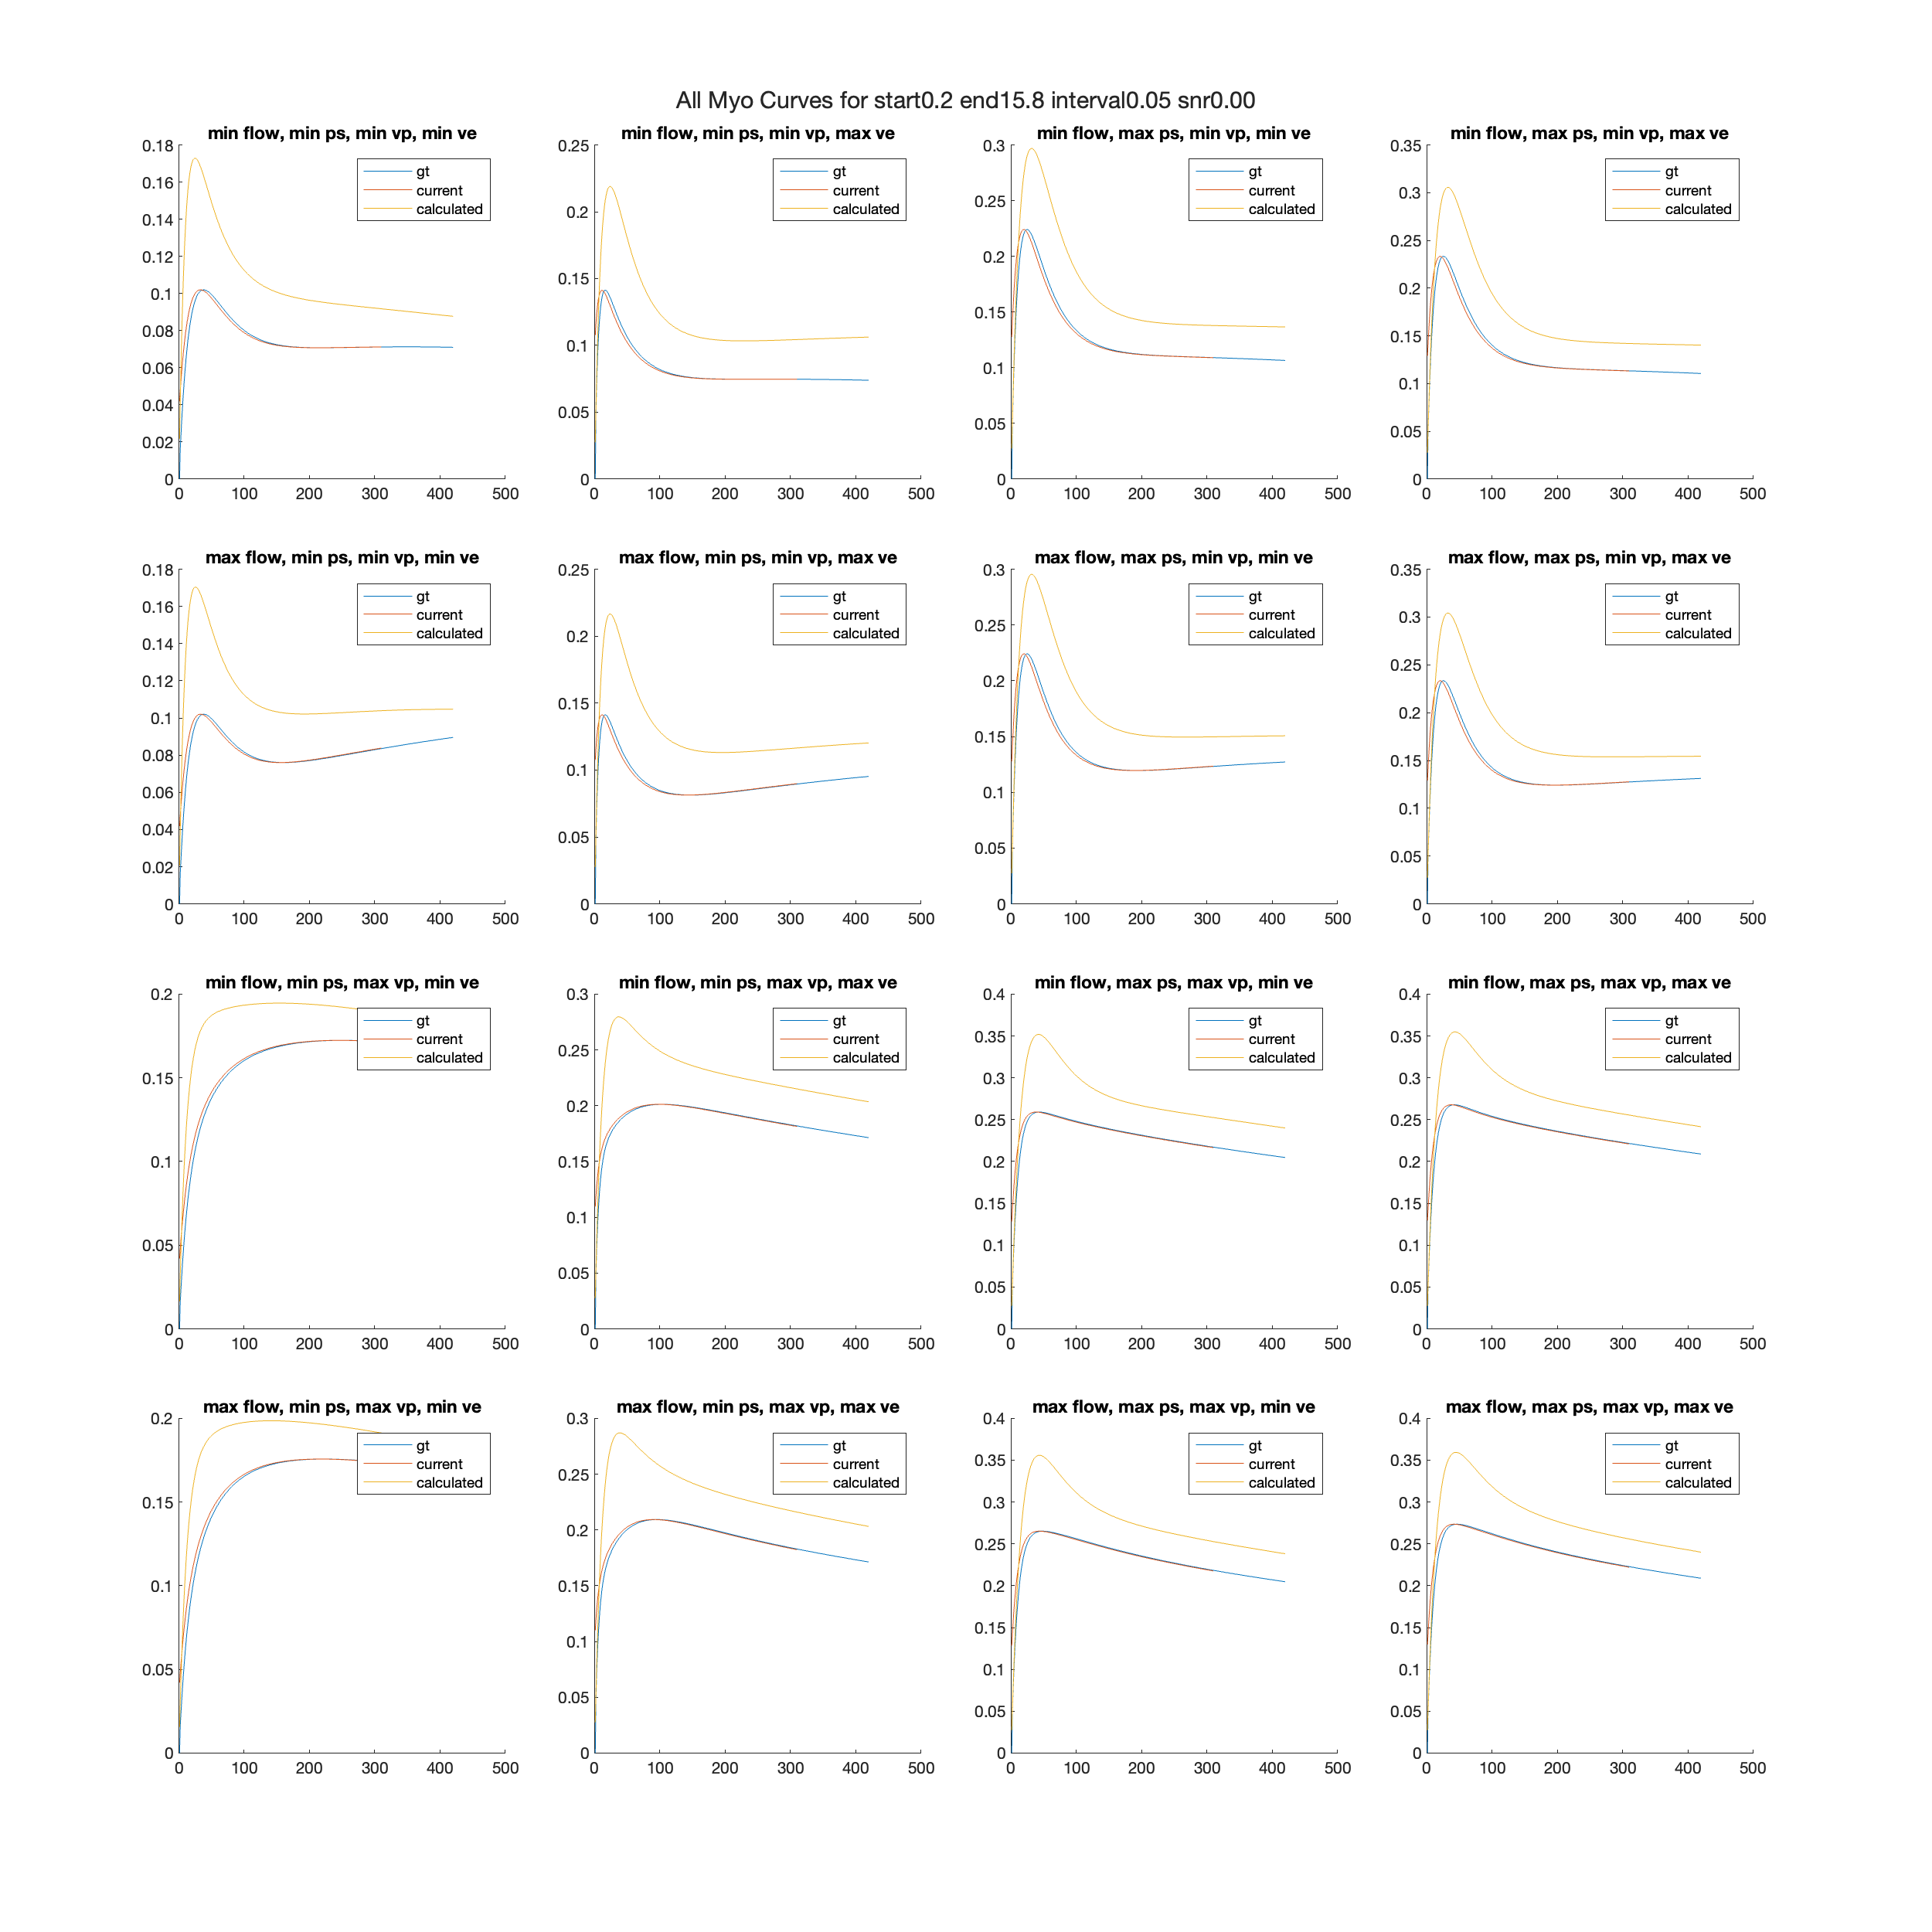 All Myo Curves for start0.2 end15.8 interval0.05 snr0.00
min flow, min ps, min vp, min ve
0.18
0.16
0.14
0.12
0.1
0.08
0.06
0.04
0.02
0
0 100 200 300 400 500
gt
current
calculated
min flow, min ps, min vp, max ve
0.25
0.2
0.15
0.1
0.05
0
0 100 200 300 400 500
gt
current
calculated
min flow, max ps, min vp, min ve
0.3
0.25
0.2
0.15
0.1
0.05
0
0 100 200 300 400 500
gt
current
calculated
min flow, max ps, min vp, max ve
0.35
0.3
0.25
0.2
0.15
0.1
0.05
0
0 100 200 300 400 500
gt
current
calculated
max flow, min ps, min vp, min ve
0.18
0.16
0.14
0.12
0.1
0.08
0.06
0.04
0.02
0
0 100 200 300 400 500
gt
current
calculated
max flow, min ps, min vp, max ve
0.25
0.2
0.15
0.1
0.05
0
0 100 200 300 400 500
gt
current
calculated
max flow, max ps, min vp, min ve
0.3
0.25
0.2
0.15
0.1
0.05
0
0 100 200 300 400 500
gt
current
calculated
max flow, max ps, min vp, max ve
0.35
0.3
0.25
0.2
0.15
0.1
0.05
0
0 100 200 300 400 500
gt
current
calculated
min flow, min ps, max vp, min ve
0.2
0.15
0.1
0.05
0
0 100 200 300 400 500
gt
current
calculated
min flow, min ps, max vp, max ve
0.3
0.25
0.2
0.15
0.1
0.05
0
0 100 200 300 400 500
gt
current
calculated
min flow, max ps, max vp, min ve
0.4
0.35
0.3
0.25
0.2
0.15
0.1
0.05
0
0 100 200 300 400 500
gt
current
calculated
min flow, max ps, max vp, max ve
0.4
0.35
0.3
0.25
0.2
0.15
0.1
0.05
0
0 100 200 300 400 500
gt
current
calculated
max flow, min ps, max vp, min ve
0.2
0.15
0.1
0.05
0
0 100 200 300 400 500
gt
current
calculated
max flow, min ps, max vp, max ve
0.3
0.25
0.2
0.15
0.1
0.05
0
0 100 200 300 400 500
gt
current
calculated
max flow, max ps, max vp, min ve
0.4
0.35
0.3
0.25
0.2
0.15
0.1
0.05
0
0 100 200 300 400 500
gt
current
calculated
max flow, max ps, max vp, max ve
0.4
0.35
0.3
0.25
0.2
0.15
0.1
0.05
0
0 100 200 300 400 500
gt
current
calculated